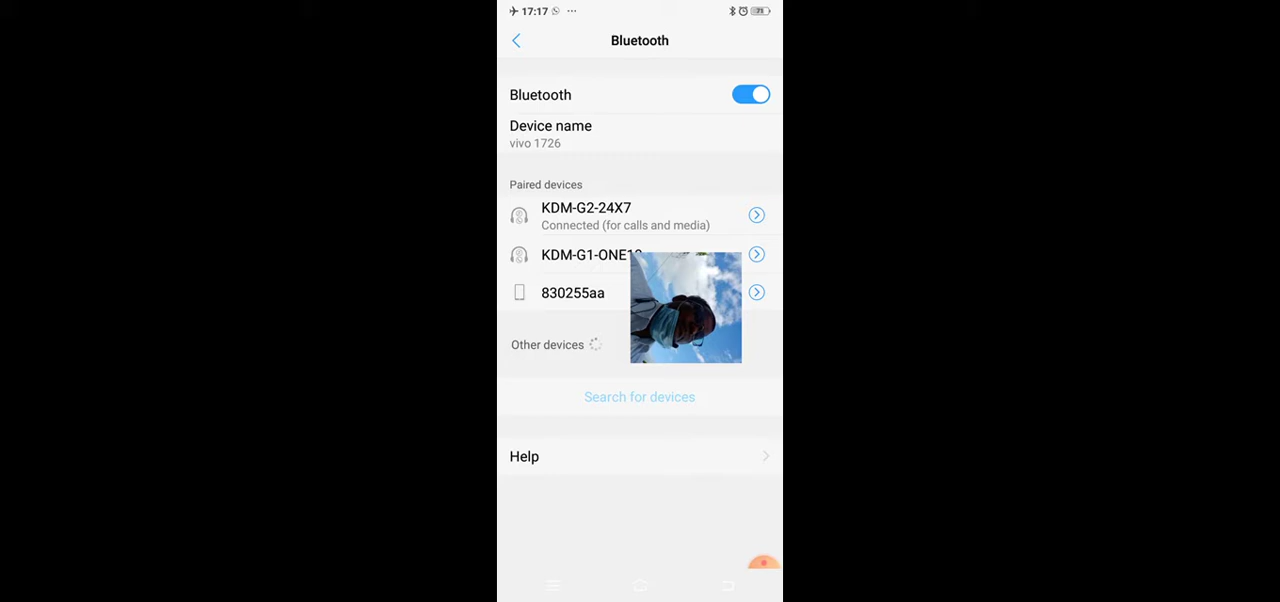 17:17
71
Bluetooth
Bluetooth
Device name
vivo 1726
Paired devices
KDM-G2-24X7
Connected (for calls and media)
830255aa
Other devices
Search for devices
Help